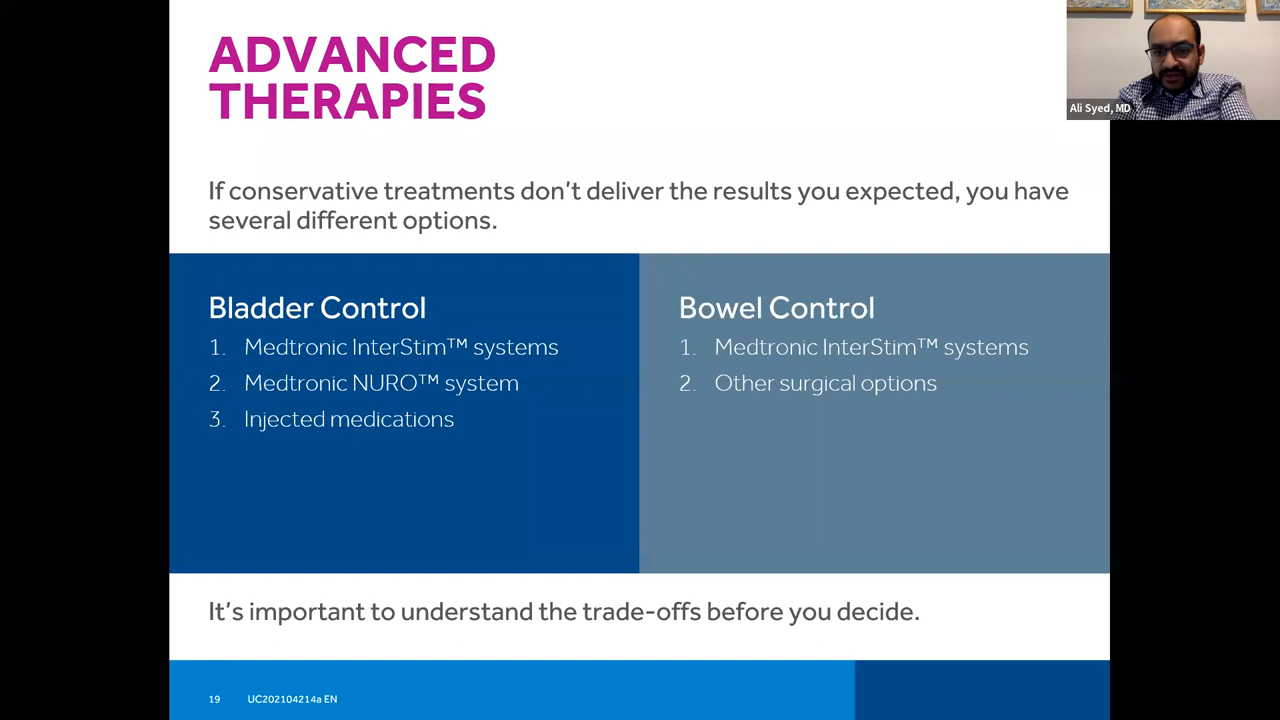 ADVANCED
THERAPIES
Ali Syed, MD
If conservative treatments don't deliver the results you expected, you have
several different options.
Bladder Control
1. Medtronic InterStim™ systems
2. Medtronic NURO™ system
3. Injected medications
Bowel Control
1. Medtronic InterStim™ systems
2. Other surgical options
It's important to understand the trade-offs before you decide.
19 UC202104214a EN